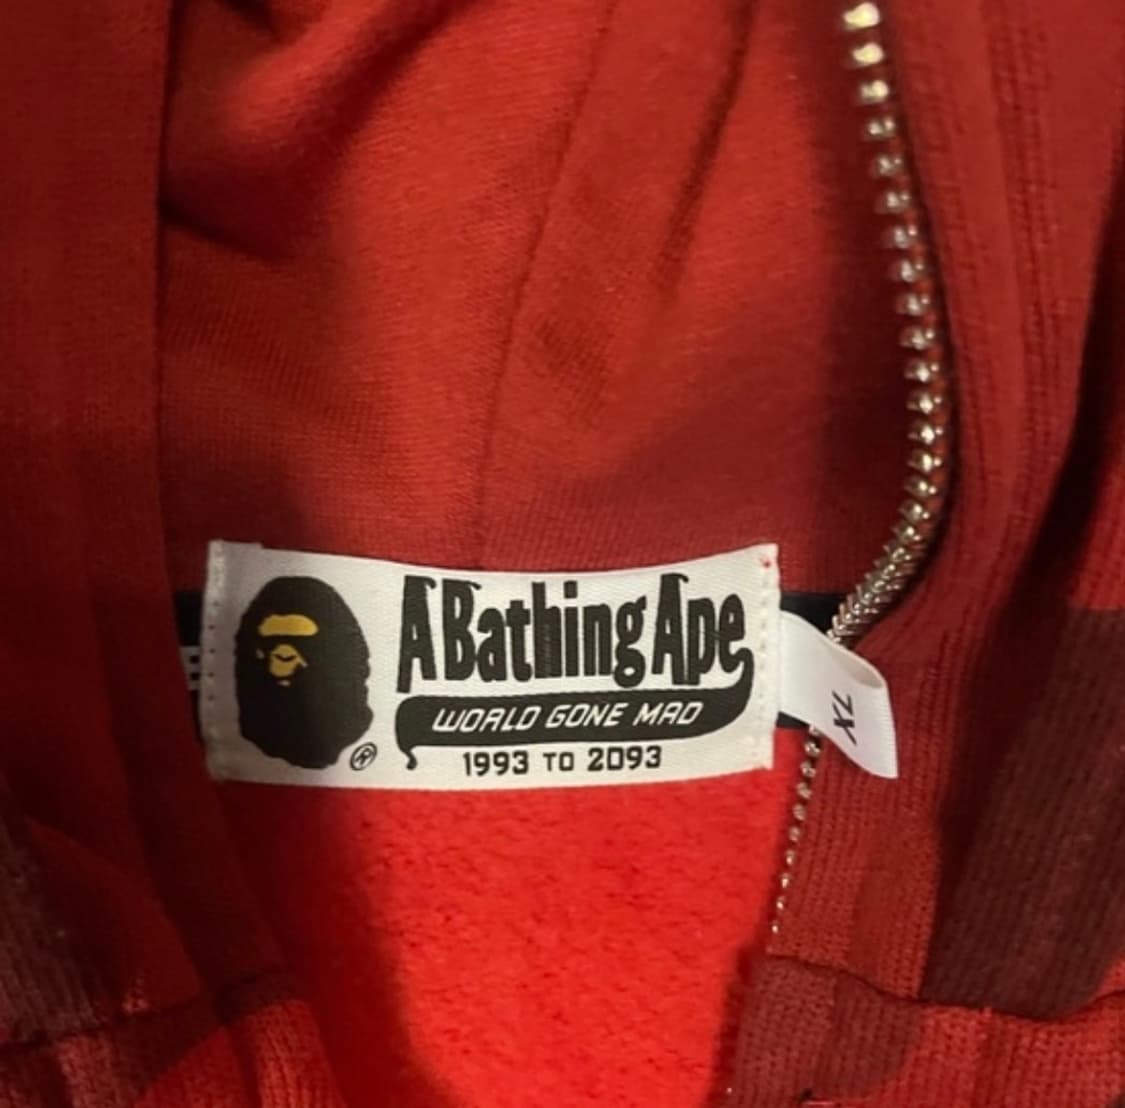 A Bathing Ape
WORLD GONE MAD
1993 TO 2093
®
XL